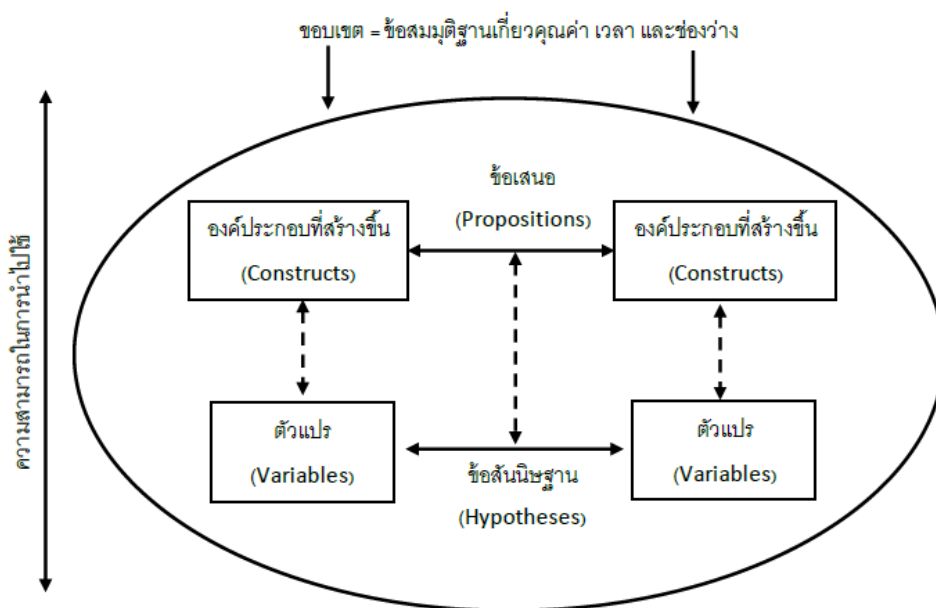 ขอบเขต = ข้อสมมุติฐานเกี่ยวคุณค่า เวลา และช่องว่าง
ความสามารถในการนำไปใช้
ข้อเสนอ
(Propositions)
องค์ประกอบที่สร้างขึ้น
(Constructs)
องค์ประกอบที่สร้างขึ้น
(Constructs)
ตัวแปร
(Variables)
ข้อสันนิษฐาน
(Hypotheses)
ตัวแปร
(Variables)